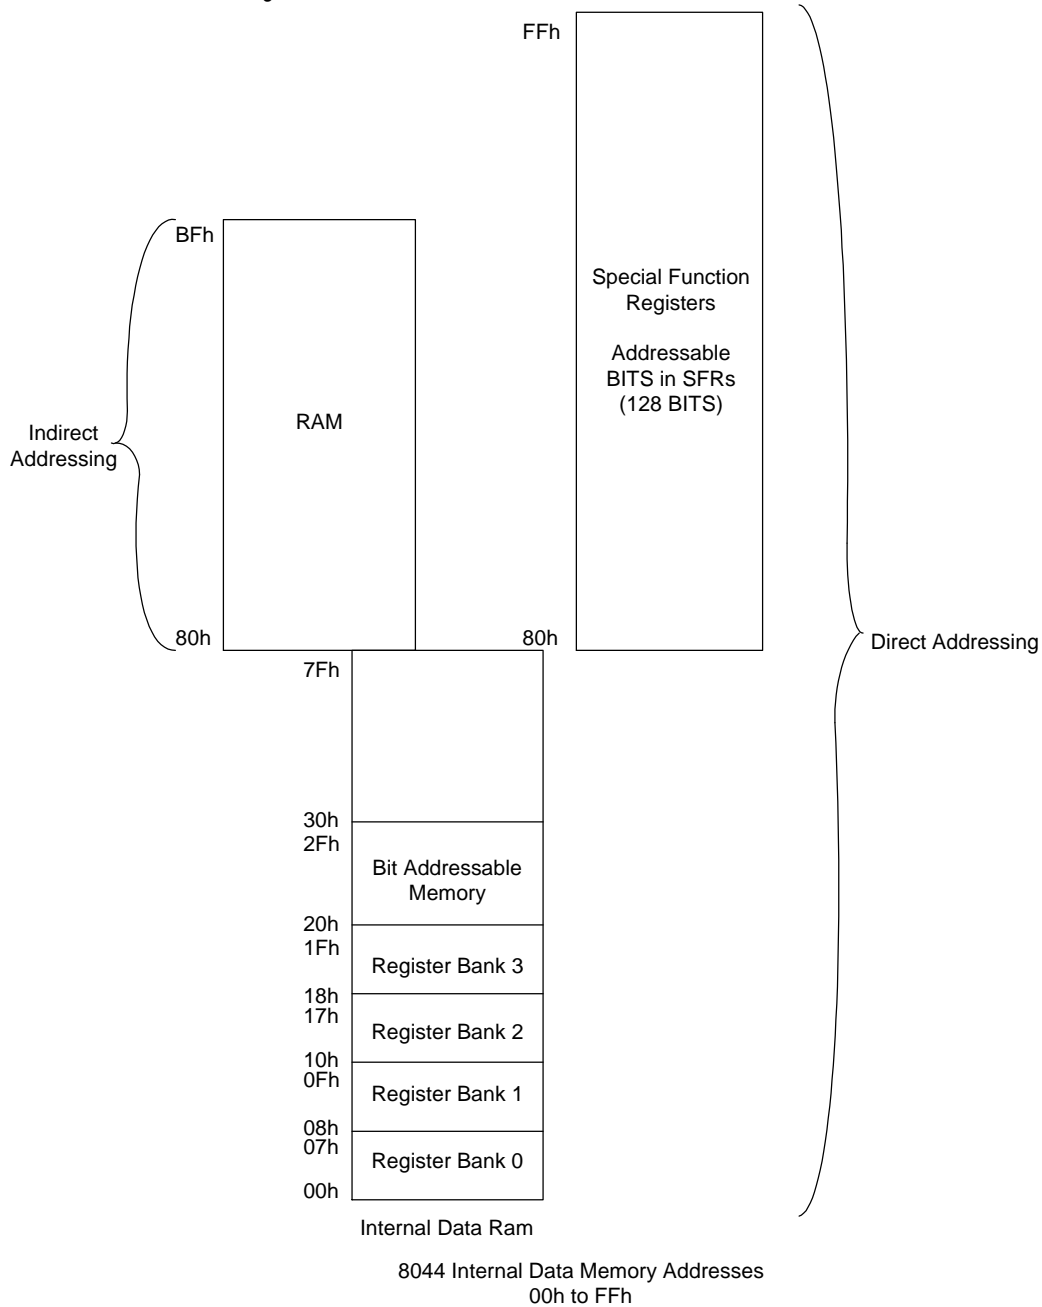 FFh
BFh
Special Function
Registers
Addressable
BITS in SFRs
(128 BITS)
RAM
Indirect
Addressing
80h
80h
Direct Addressing
7Fh
30h
2Fh
Bit Addressable
Memory
20h
1Fh
Register Bank 3
18h
17h
Register Bank 2
10h
0Fh
Register Bank 1
08h
07h
Register Bank 0
00h
Internal Data Ram
8044 Internal Data Memory Addresses
00h to FFh